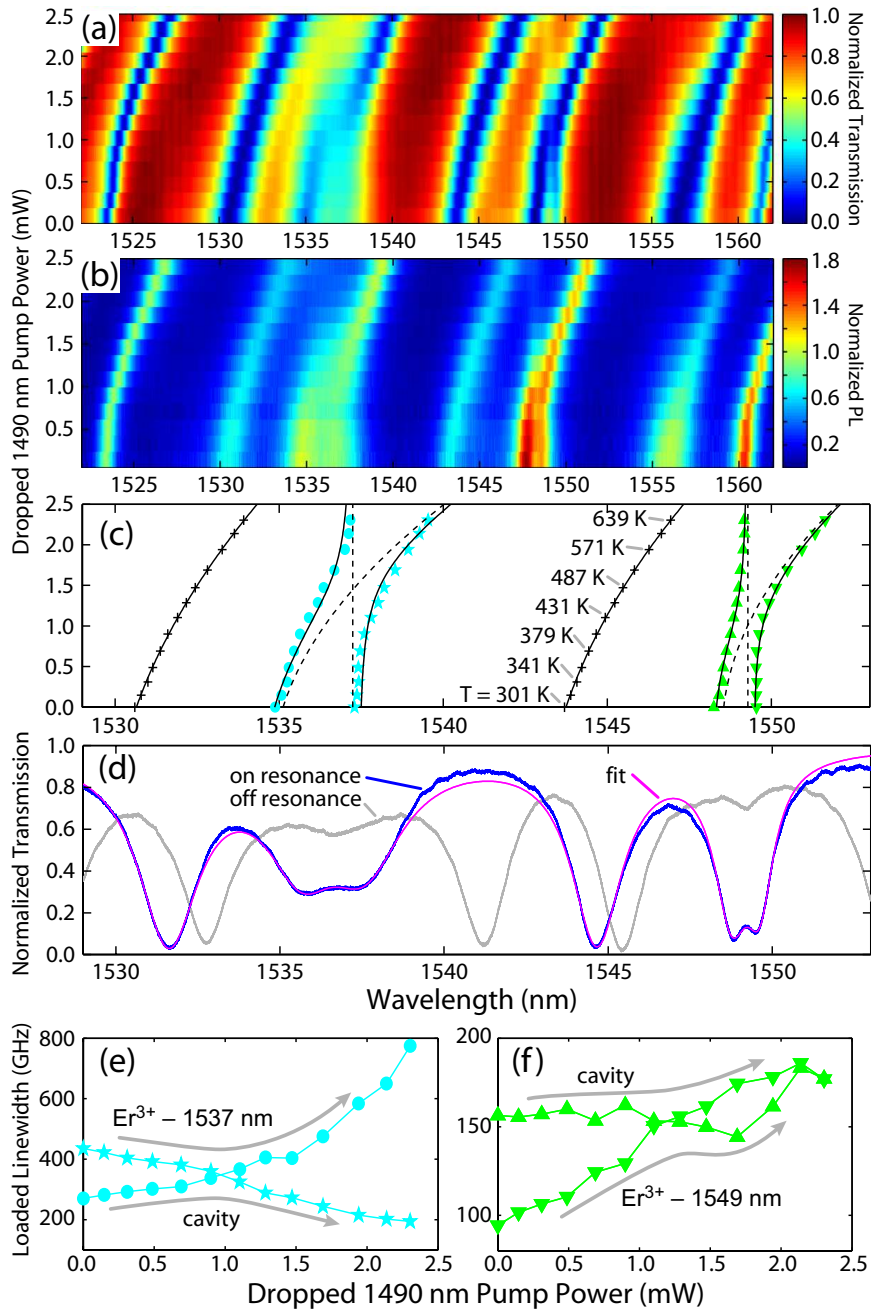 Dropped 1490 nm Pump Power (mW)
(a)
2.5
2.0
1.5
1.0
0.5
0.0
1525 1530 1535 1540 1545 1550 1555 1560
1.0
0.8
0.6
0.4
0.2
0.0
Normalized Transmission
(b)
2.5
2.0
1.5
1.0
0.5
1525 1530 1535 1540 1545 1550 1555 1560
1.8
1.4
1.0
0.6
0.2
Normalized PL
(c)
2.5
2.0
1.5
1.0
0.5
0.0
639 K
571 K
487 K
431 K
379 K
341 K
T = 301 K
1530 1535 1540 1545 1550
(d)
Normalized Transmission
1.0
0.8
0.6
0.4
0.2
0.0
on resonance
off resonance
fit
1530 1535 1540 1545 1550
Wavelength (nm)
(e)
Loaded Linewidth (GHz)
800
600
400
200
Er3+ – 1537 nm
cavity
0.0 0.5 1.0 1.5 2.0 2.5
(f)
200
150
100
cavity
Er3+ – 1549 nm
0.0 0.5 1.0 1.5 2.0 2.5
Dropped 1490 nm Pump Power (mW)